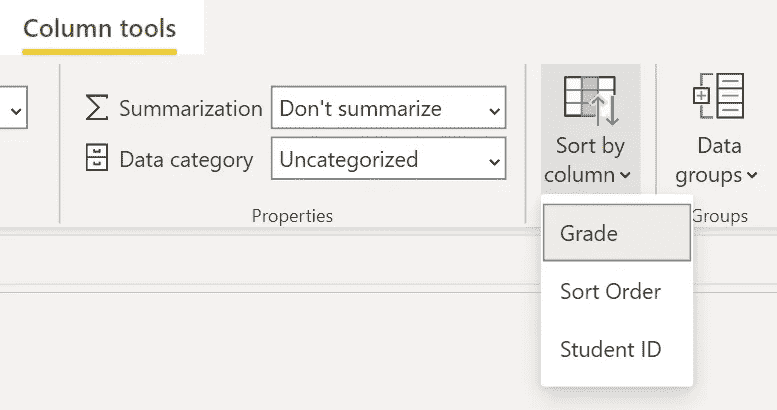 Column tools
Summarization Don't summarize
Data category Uncategorized
Properties
Sort by
column
Data
groups
Groups
Grade
Sort Order
Student ID